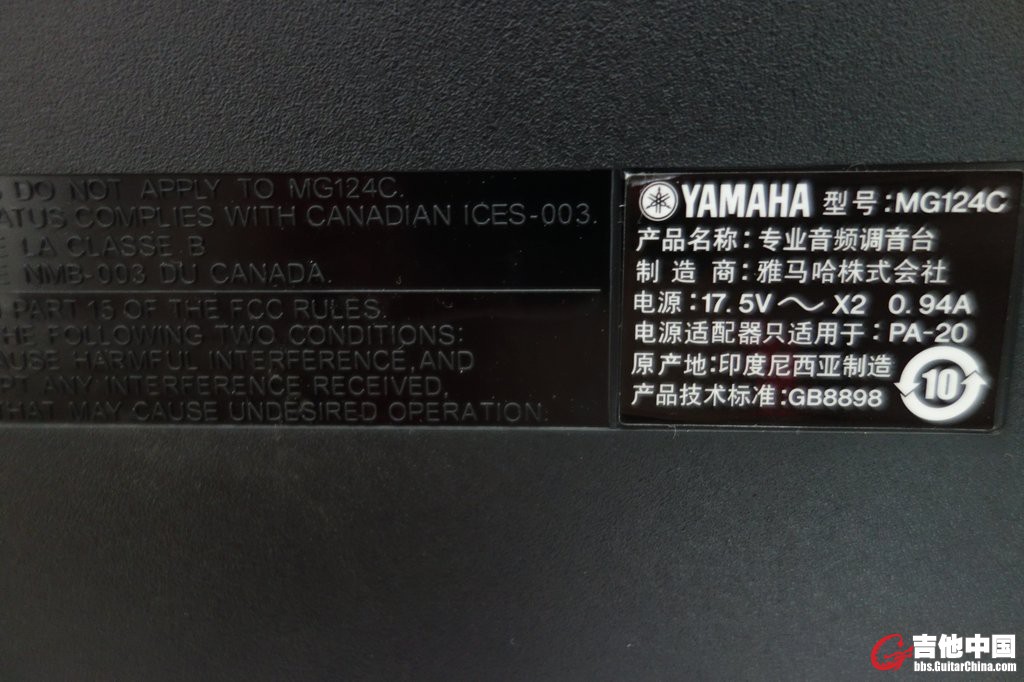 DO NOT APPLY TO MG124C.
COMPLIES WITH CANADIAN ICES-003.
LA CLASSE B
NMB-003 DU CANADA.
PART 15 OF THE FCC RULES.
FOLLOWING TWO CONDITIONS:
HARMFUL INTERFERENCE, AND
ANY INTERFERENCE RECEIVED,
MAY CAUSE UNDESIRED OPERATION.
YAMAHA 型号:MG124C
产品名称:专业音频调音台
制造商:雅马哈株式会社
电源:17.5V～ X2 0.94A
电源适配器只适用于:PA-20
原产地:印度尼西亚制造
产品技术标准:GB8898
10
吉他中国
bbs.GuitarChina.com